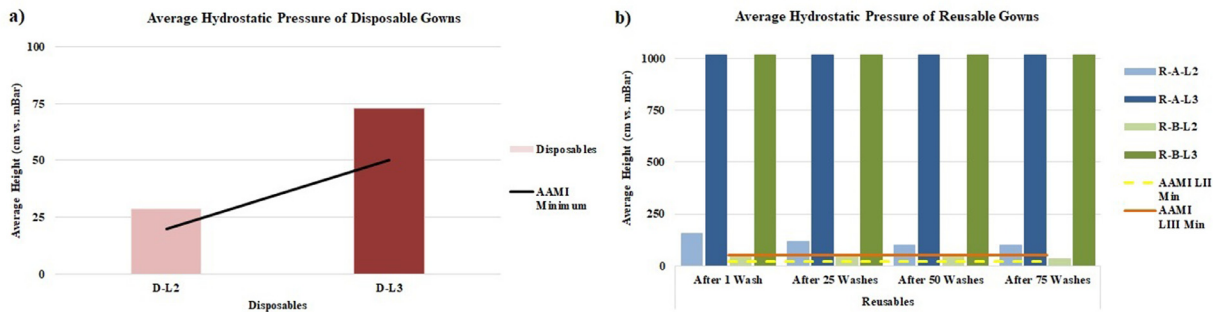 a)
Average Hydrostatic Pressure of Disposable Gowns
Average Height (cm vs. mBar)
100
75
50
25
0
D-L2
D-L3
Disposables
Disposables
AAMI
Minimum
b)
Average Hydrostatic Pressure of Reusable Gowns
Average Height (cm vs. mBar)
1000
750
500
250
0
After 1 Wash
After 25 Washes
After 50 Washes
After 75 Washes
Reusables
R-A-L2
R-A-L3
R-B-L2
R-B-L3
AAMI LII
Min
AAMI
LIII Min